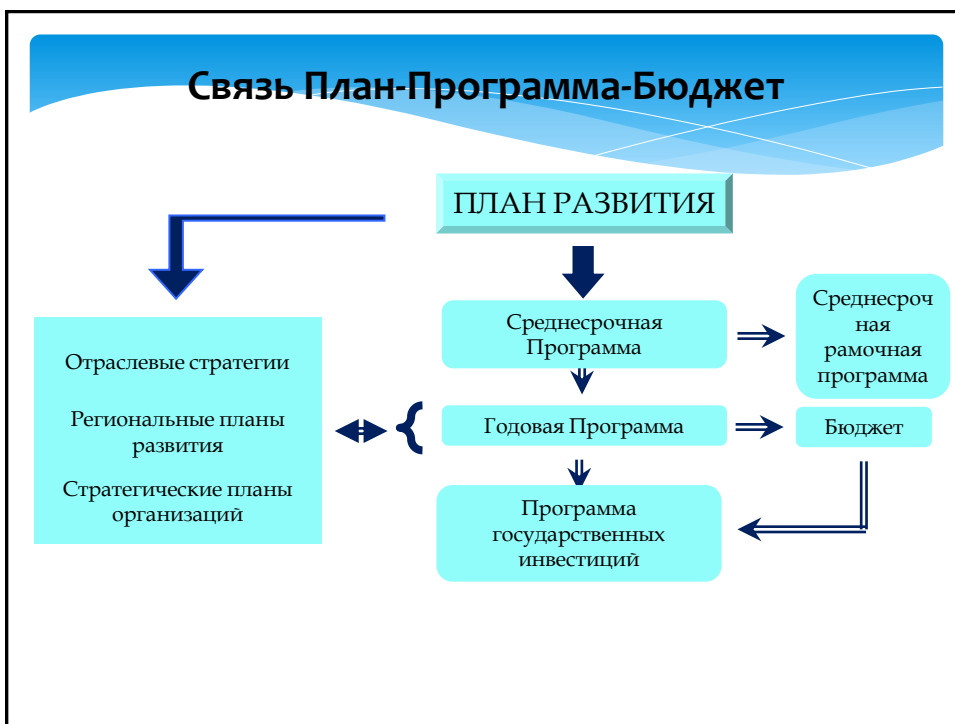 Связь План-Программа-Бюджет
ПЛАН РАЗВИТИЯ
Среднесрочная
Программа
Среднесроч
ная
рамочная
программа
Отраслевые стратегии
Региональные планы
развития
Стратегические планы
организаций
Годовая Программа
Бюджет
Программа
государственных
инвестиций